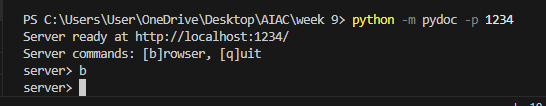 PS C:\Users\User\OneDrive\Desktop\AIAC\week 9> python -m pydoc -p 1234
Server ready at http://localhost:1234/
Server commands: [b]rowser, [q]uit
server> b
server>